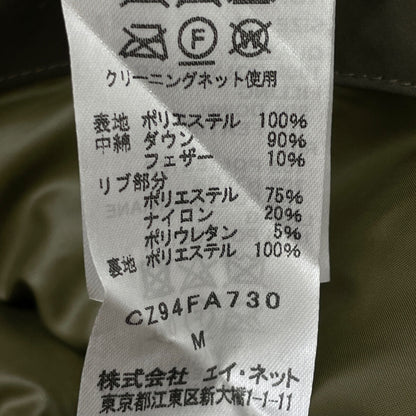 F
W
クリーニングネット使用
表地 ポリエステル 100%
中綿 ダウン 90%
フェザー 10%
リブ部分
ポリエステル 75%
ナイロン 20%
ポリウレタン 5%
裏地 ポリエステル 100%
CZ94FA730
M
株式会社 エイ・ネット
東京都江東区新大橋1-1-11